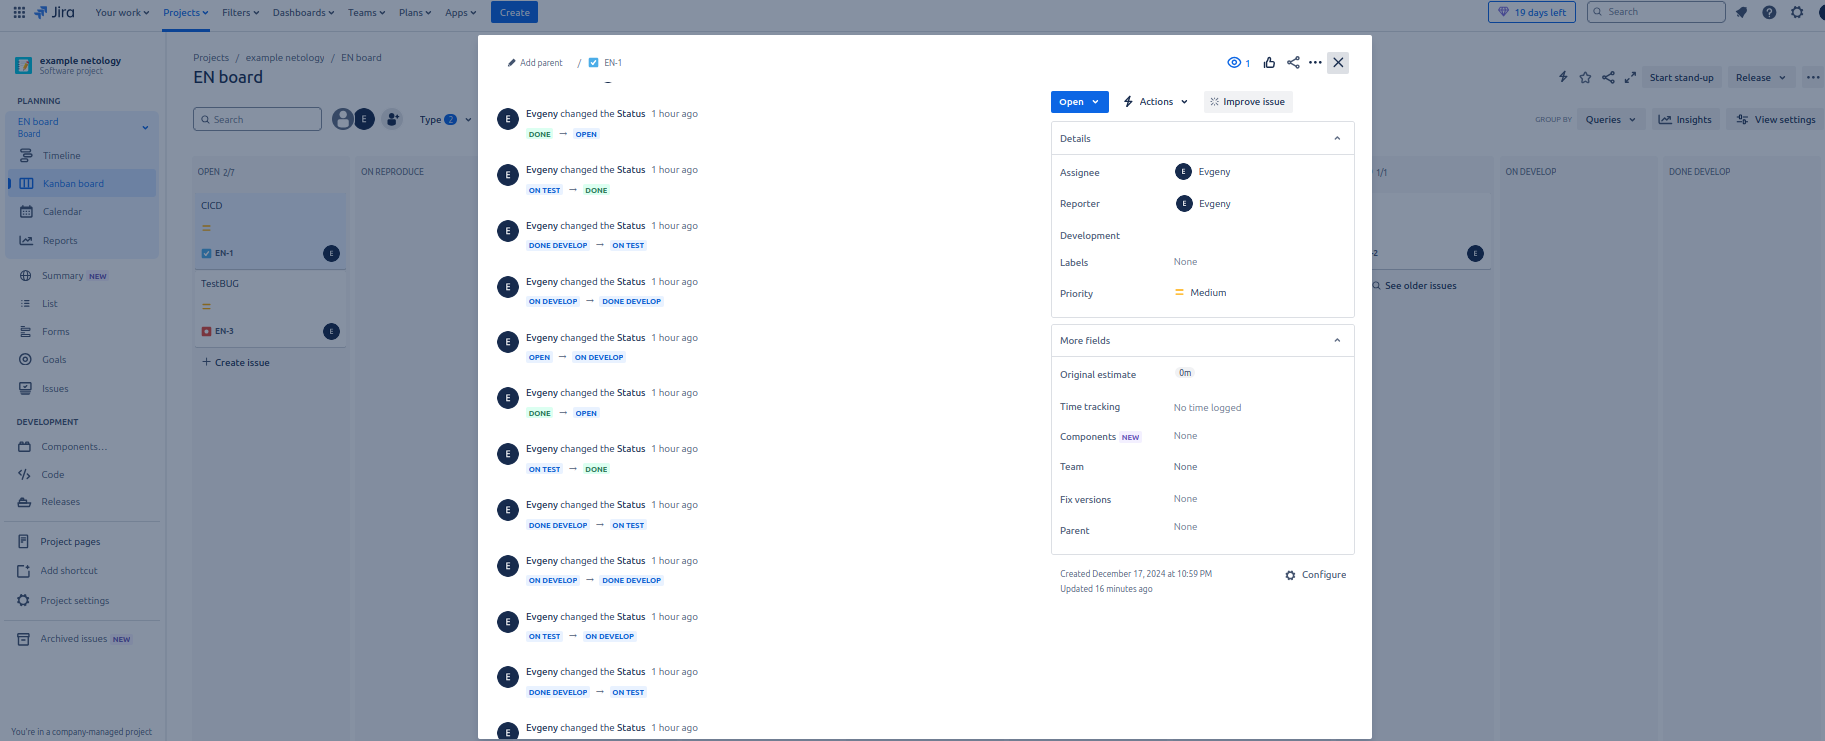 Jira
Your work
Projects
Filters
Dashboards
Teams
Plans
Apps
Create
19 days left
Search
example netology
Software project
PLANNING
EN board
Board
Timeline
Kanban board
Calendar
Reports
Summary NEW
List
Forms
Goals
Issues
DEVELOPMENT
Components...
Code
Releases
Project pages
Add shortcut
Project settings
Archived issues NEW
You're in a company-managed project
Projects / example netology / EN board
EN board
Search
E
Type 2
OPEN 2/7
CICD
EN-1
E
TestBUG
EN-3
E
+ Create issue
ON REPRODUCE
Add parent / EN-1
1
E
Evgeny changed the Status 1 hour ago
DONE → OPEN
E
Evgeny changed the Status 1 hour ago
ON TEST → DONE
E
Evgeny changed the Status 1 hour ago
DONE DEVELOP → ON TEST
E
Evgeny changed the Status 1 hour ago
ON DEVELOP → DONE DEVELOP
E
Evgeny changed the Status 1 hour ago
OPEN → ON DEVELOP
E
Evgeny changed the Status 1 hour ago
DONE → OPEN
E
Evgeny changed the Status 1 hour ago
ON TEST → DONE
E
Evgeny changed the Status 1 hour ago
DONE DEVELOP → ON TEST
E
Evgeny changed the Status 1 hour ago
ON DEVELOP → DONE DEVELOP
E
Evgeny changed the Status 1 hour ago
ON TEST → ON DEVELOP
E
Evgeny changed the Status 1 hour ago
DONE DEVELOP → ON TEST
E
Evgeny changed the Status 1 hour ago
Open
Actions
Improve issue
Details
Assignee E Evgeny
Reporter E Evgeny
Development
Labels None
Priority Medium
More fields
Original estimate 0m
Time tracking No time logged
Components NEW None
Team None
Fix versions None
Parent None
Created December 17, 2024 at 10:59 PM
Updated 16 minutes ago
Configure
Start stand-up
Release
GROUP BY Queries
Insights
View settings
1/1
-2
E
See older issues
ON DEVELOP
DONE DEVELOP